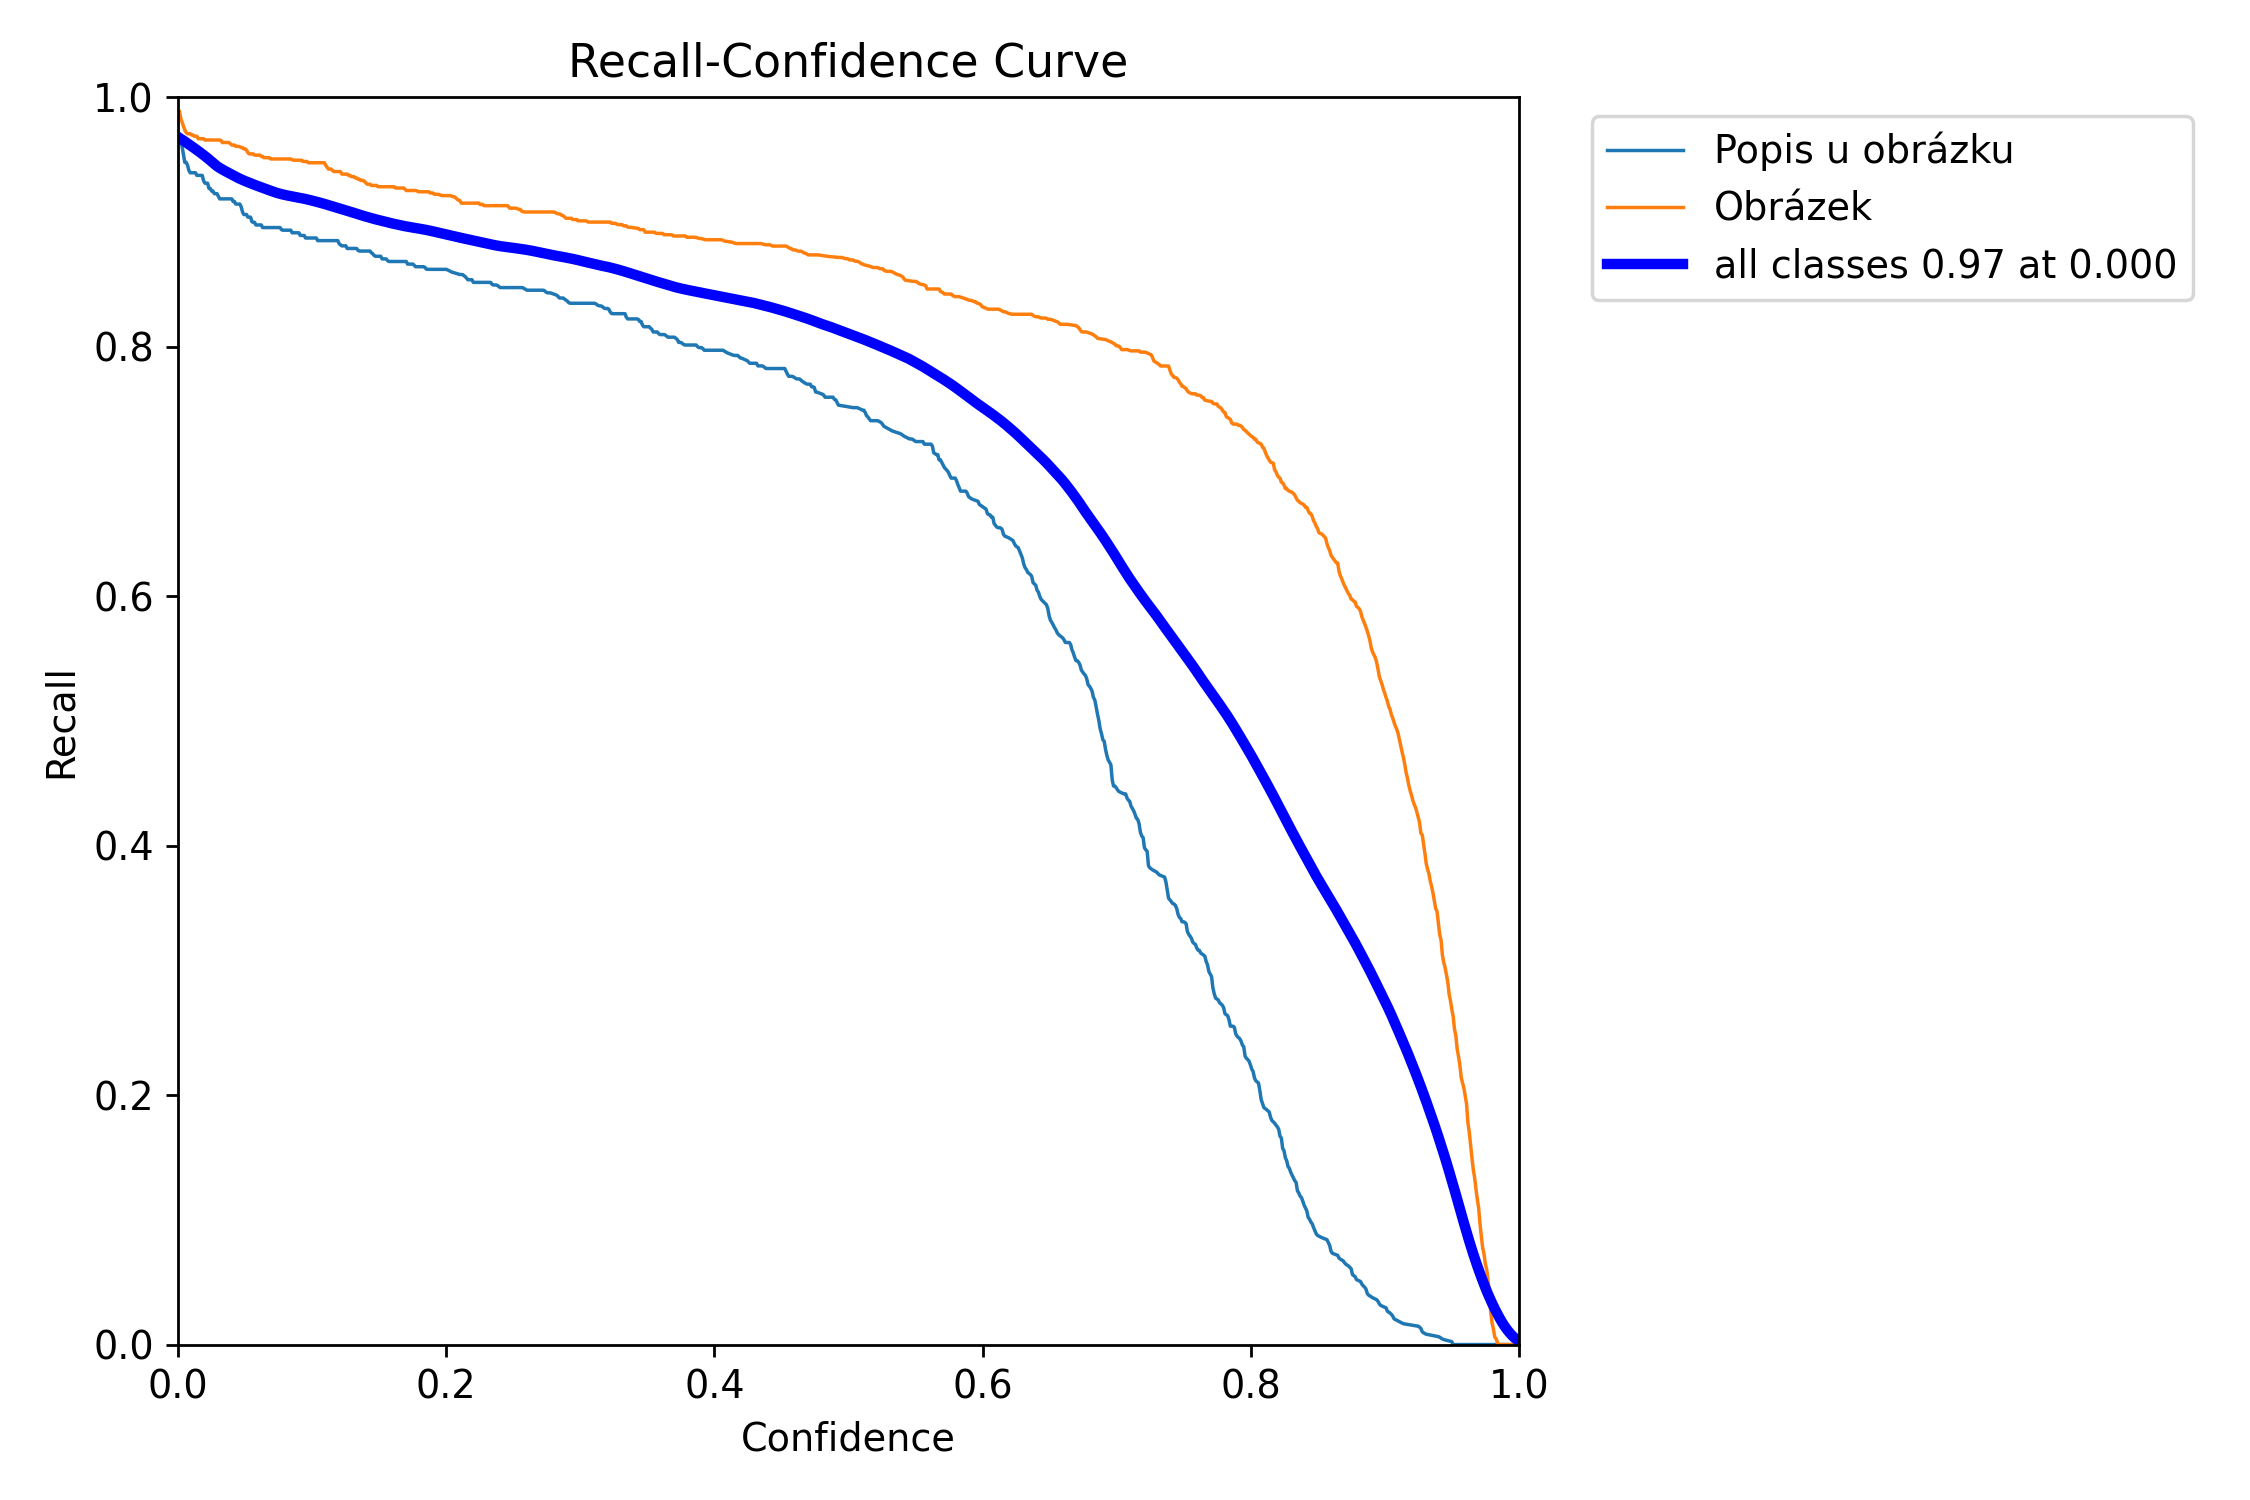 Recall-Confidence Curve
Popis u obrázku
Obrázek
all classes 0.97 at 0.000
1.0
0.8
0.6
0.4
0.2
0.0
Recall
0.0 0.2 0.4 0.6 0.8 1.0
Confidence